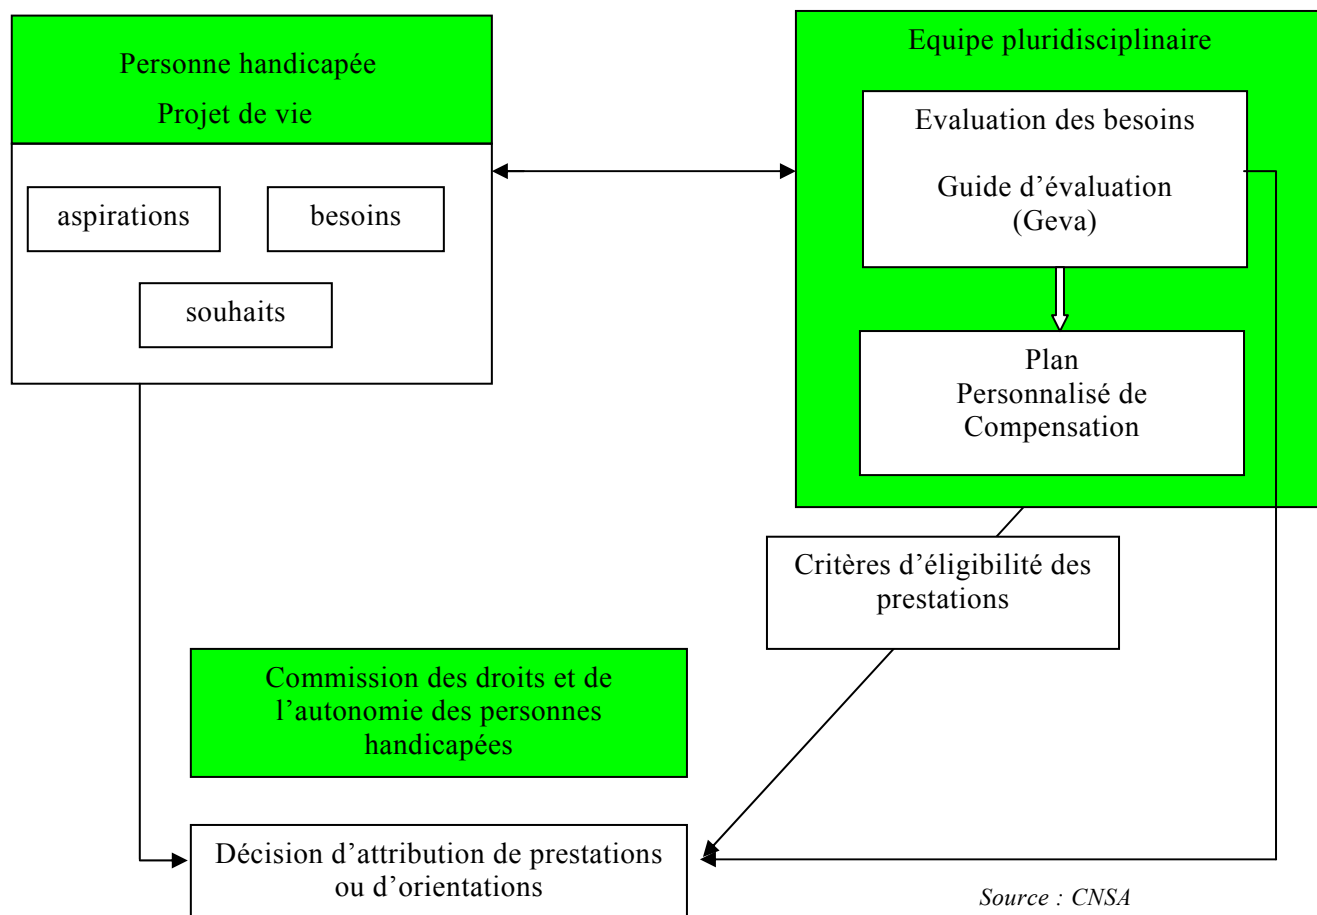 Personne handicapée
Projet de vie
aspirations
besoins
souhaits
Equipe pluridisciplinaire
Evaluation des besoins
Guide d’évaluation
(Geva)
Plan
Personnalisé de
Compensation
Critères d’éligibilité des
prestations
Commission des droits et de
l’autonomie des personnes
handicapées
Décision d’attribution de prestations
ou d’orientations
Source : CNSA